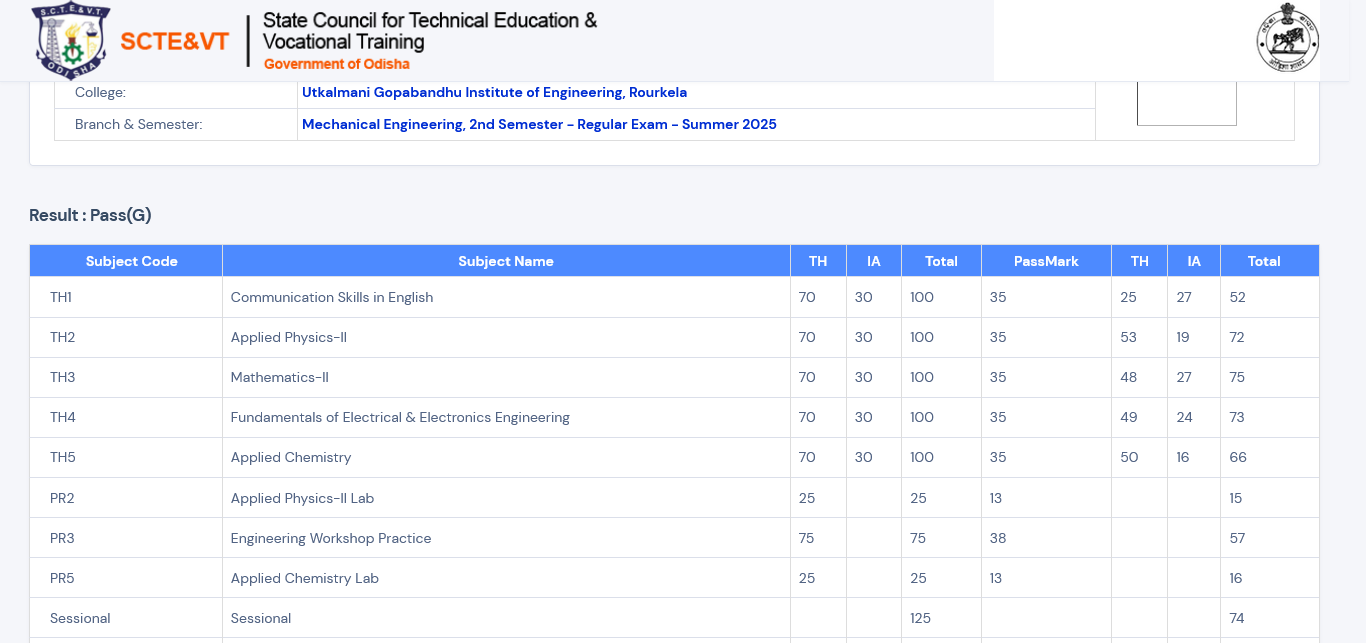 S.C.T.E.& V.T.
ODISHA
SCTE&VT
State Council for Technical Education &
Vocational Training
Government of Odisha
College: Utkalmani Gopabandhu Institute of Engineering, Rourkela
Branch & Semester: Mechanical Engineering, 2nd Semester - Regular Exam - Summer 2025
Result : Pass(G)
Subject Code Subject Name TH IA Total PassMark TH IA Total
TH1 Communication Skills in English 70 30 100 35 25 27 52
TH2 Applied Physics-II 70 30 100 35 53 19 72
TH3 Mathematics-II 70 30 100 35 48 27 75
TH4 Fundamentals of Electrical & Electronics Engineering 70 30 100 35 49 24 73
TH5 Applied Chemistry 70 30 100 35 50 16 66
PR2 Applied Physics-II Lab 25 25 13 15
PR3 Engineering Workshop Practice 75 75 38 57
PR5 Applied Chemistry Lab 25 25 13 16
Sessional Sessional 125 74